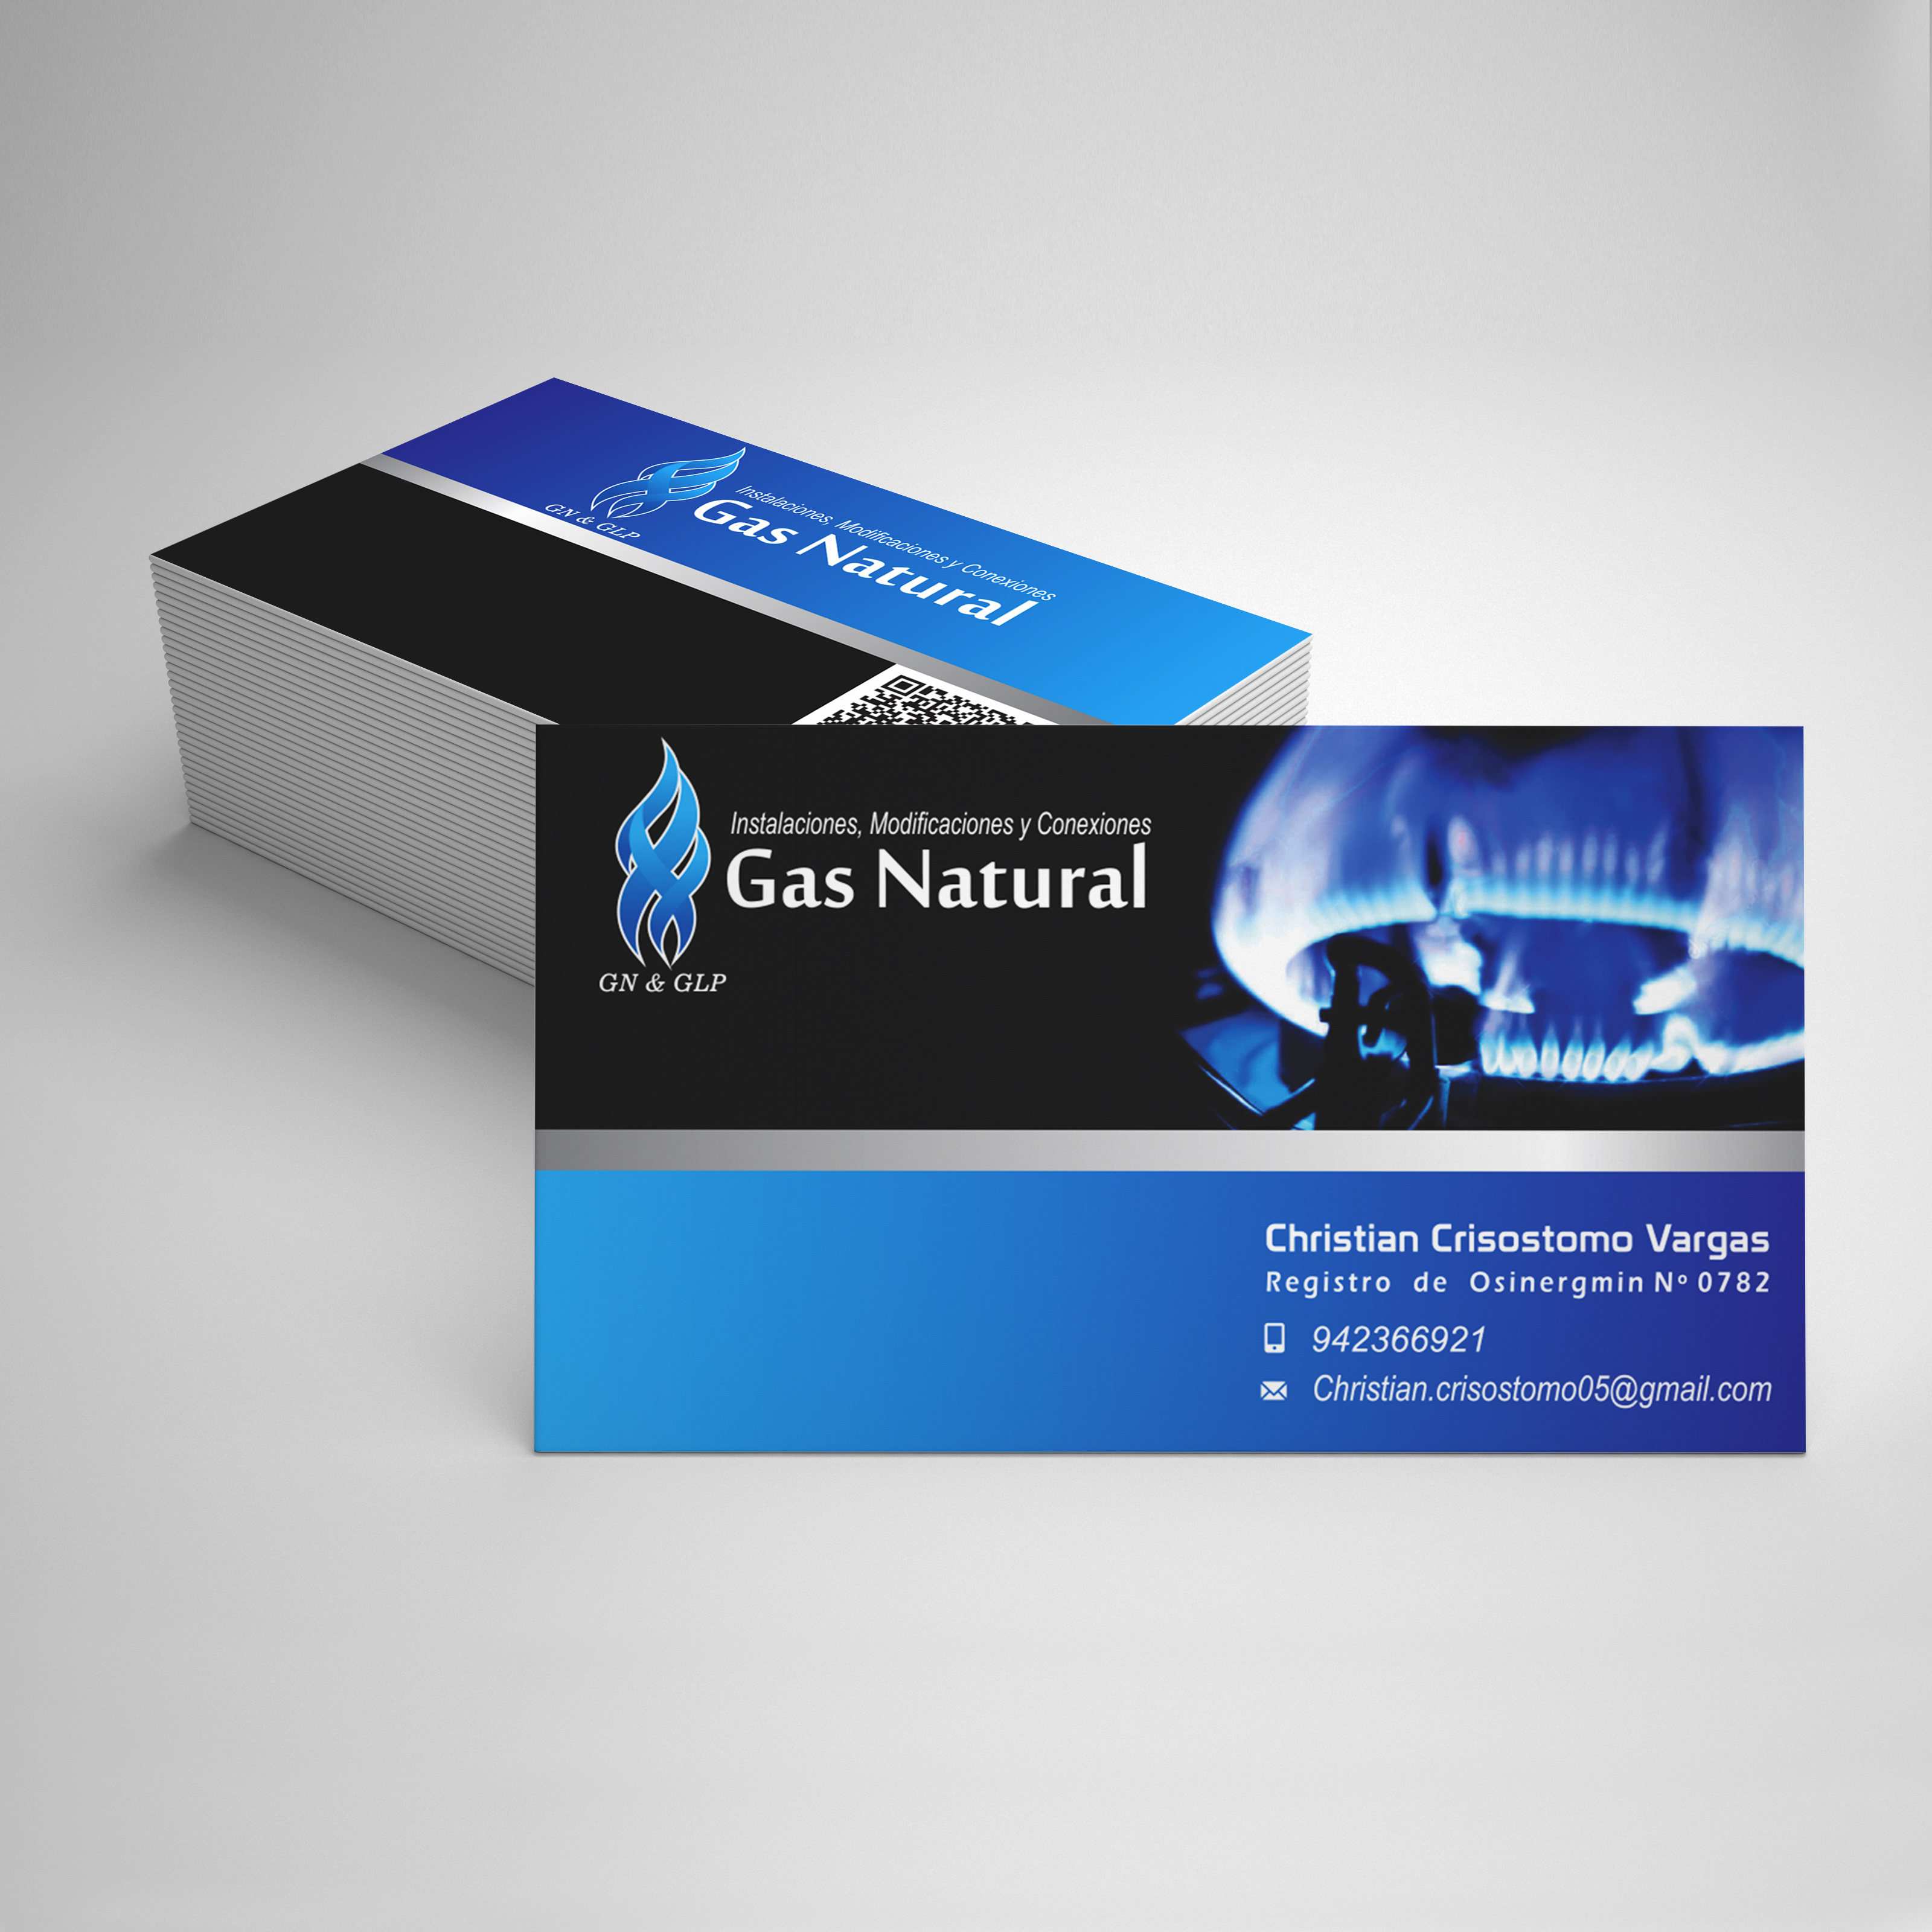 Instalaciones, Modificaciones y Conexiones
Gas Natural
GN & GLP
Instalaciones, Modificaciones y Conexiones
Gas Natural
GN & GLP
Christian Crisostomo Vargas
Registro de Osinergmin Nº 0782
942366921
Christian.crisostomo05@gmail.com